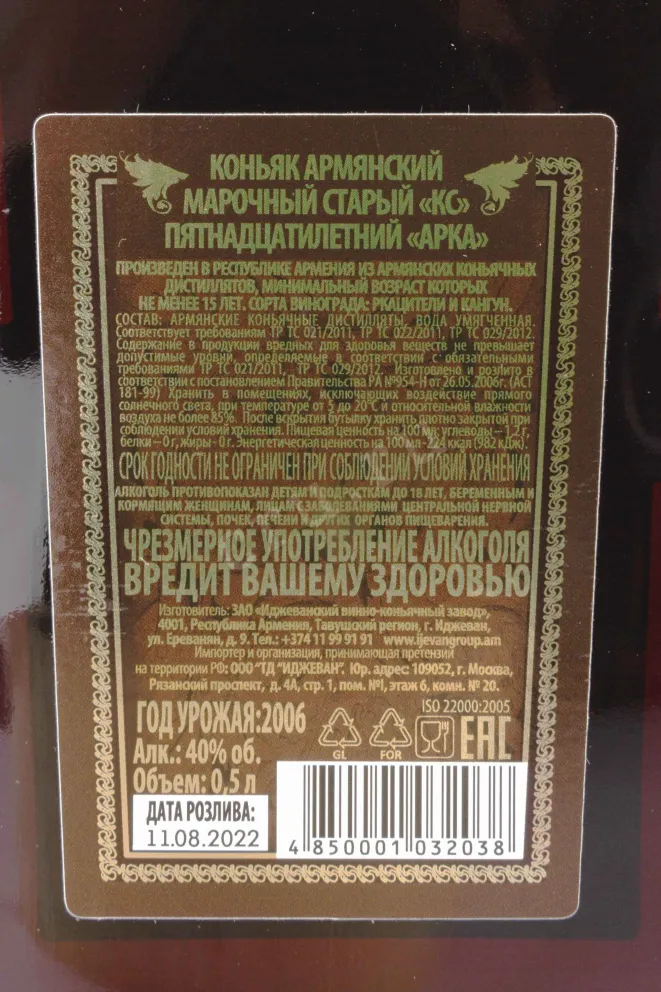 КОНЬЯК АРМЯНСКИЙ
МАРОЧНЫЙ СТАРЫЙ «КС»
ПЯТНАДЦАТИЛЕТНИЙ «АРКА»
ПРОИЗВЕДЕН В РЕСПУБЛИКЕ АРМЕНИЯ ИЗ АРМЯНСКИХ КОНЬЯЧНЫХ
ДИСТИЛЛЯТОВ, МИНИМАЛЬНЫЙ ВОЗРАСТ КОТОРЫХ
НЕ МЕНЕЕ 15 ЛЕТ. СОРТА ВИНОГРАДА: РКАЦИТЕЛИ И КАНГУН.
СОСТАВ: АРМЯНСКИЕ КОНЬЯЧНЫЕ ДИСТИЛЛЯТЫ, ВОДА УМЯГЧЕННАЯ.
Соответствует требованиям ТР ТС 021/2011, ТР ТС 022/2011, ТР ТС 029/2012.
Содержание в продукции вредных для здоровья веществ не превышает
допустимые уровни, определяемые в соответствии с обязательными
требованиями ТР ТС 021/2011, ТР ТС 029/2012. Изготовлено и розлито в
соответствии с постановлением Правительства РА №954-Н от 26.05.2006г. (АСТ
181-99) Хранить в помещениях, исключающих воздействие прямого
солнечного света, при температуре от 5 до 20°С и относительной влажности
воздуха не более 85%. После вскрытия бутылку хранить плотно закрытой при
соблюдении условий хранения. Пищевая ценность на 100 мл: углеводы – 1,2 г,
белки – 0 г, жиры - 0 г. Энергетическая ценность на 100 мл - 224 ккал (982 кДж).
СРОК ГОДНОСТИ НЕ ОГРАНИЧЕН ПРИ СОБЛЮДЕНИИ УСЛОВИЙ ХРАНЕНИЯ
АЛКОГОЛЬ ПРОТИВОПОКАЗАН ДЕТЯМ И ПОДРОСТКАМ ДО 18 ЛЕТ, БЕРЕМЕННЫМ И
КОРМЯЩИМ ЖЕНЩИНАМ, ЛИЦАМ С ЗАБОЛЕВАНИЯМИ ЦЕНТРАЛЬНОЙ НЕРВНОЙ
СИСТЕМЫ, ПОЧЕК, ПЕЧЕНИ И ДРУГИХ ОРГАНОВ ПИЩЕВАРЕНИЯ.
ЧРЕЗМЕРНОЕ УПОТРЕБЛЕНИЕ АЛКОГОЛЯ
ВРЕДИТ ВАШЕМУ ЗДОРОВЬЮ
Изготовитель: ЗАО «Иджеванский винно-коньячный завод»,
4001, Республика Армения, Тавушский регион, г. Иджеван,
ул. Ереванян, д. 9. Тел.: +374 11 99 91 91 www.ijevangroup.am
Импортер и организация, принимающая претензий
на территории РФ: ООО "ТД "ИДЖЕВАН". Юр. адрес: 109052, г. Москва,
Рязанский проспект, д. 4А, стр. 1, пом. №I, этаж 6, комн. № 20.
ISO 22000:2005
ГОД УРОЖАЯ:2006
GL FOR EAC
Алк.: 40% об.
Объем: 0,5 л
ДАТА РОЗЛИВА:
11.08.2022
4 850001 032038